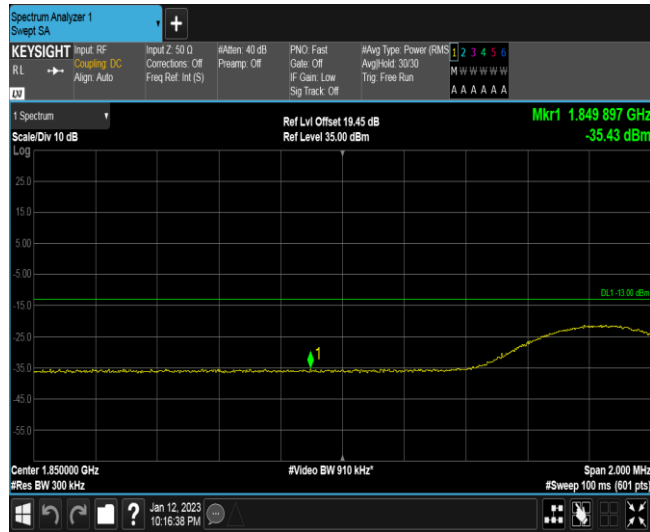 Spectrum Analyzer 1
Swept SA
KEYSIGHT
RL
LXI
Input: RF
Coupling: DC
Align: Auto
Input Z: 50 Ω
Corrections: Off
Freq Ref: Int (S)
#Atten: 40 dB
Preamp: Off
PNO: Fast
Gate: Off
IF Gain: Low
Sig Track: Off
#Avg Type: Power (RMS
Avg|Hold: 30/30
Trig: Free Run
1 2 3 4 5 6
M W W W W W
A A A A A A
1 Spectrum
Scale/Div 10 dB
Log
Ref Lvl Offset 19.45 dB
Ref Level 35.00 dBm
Mkr1 1.849 897 GHz
-35.43 dBm
25.0
15.0
5.00
-5.00
DL1 -13.00 dBm
-15.0
-25.0
1
-35.0
-45.0
-55.0
Center 1.850000 GHz
#Res BW 300 kHz
#Video BW 910 kHz*
Span 2.000 MHz
#Sweep 100 ms (601 pts)
?
Jan 12, 2023
10:16:38 PM